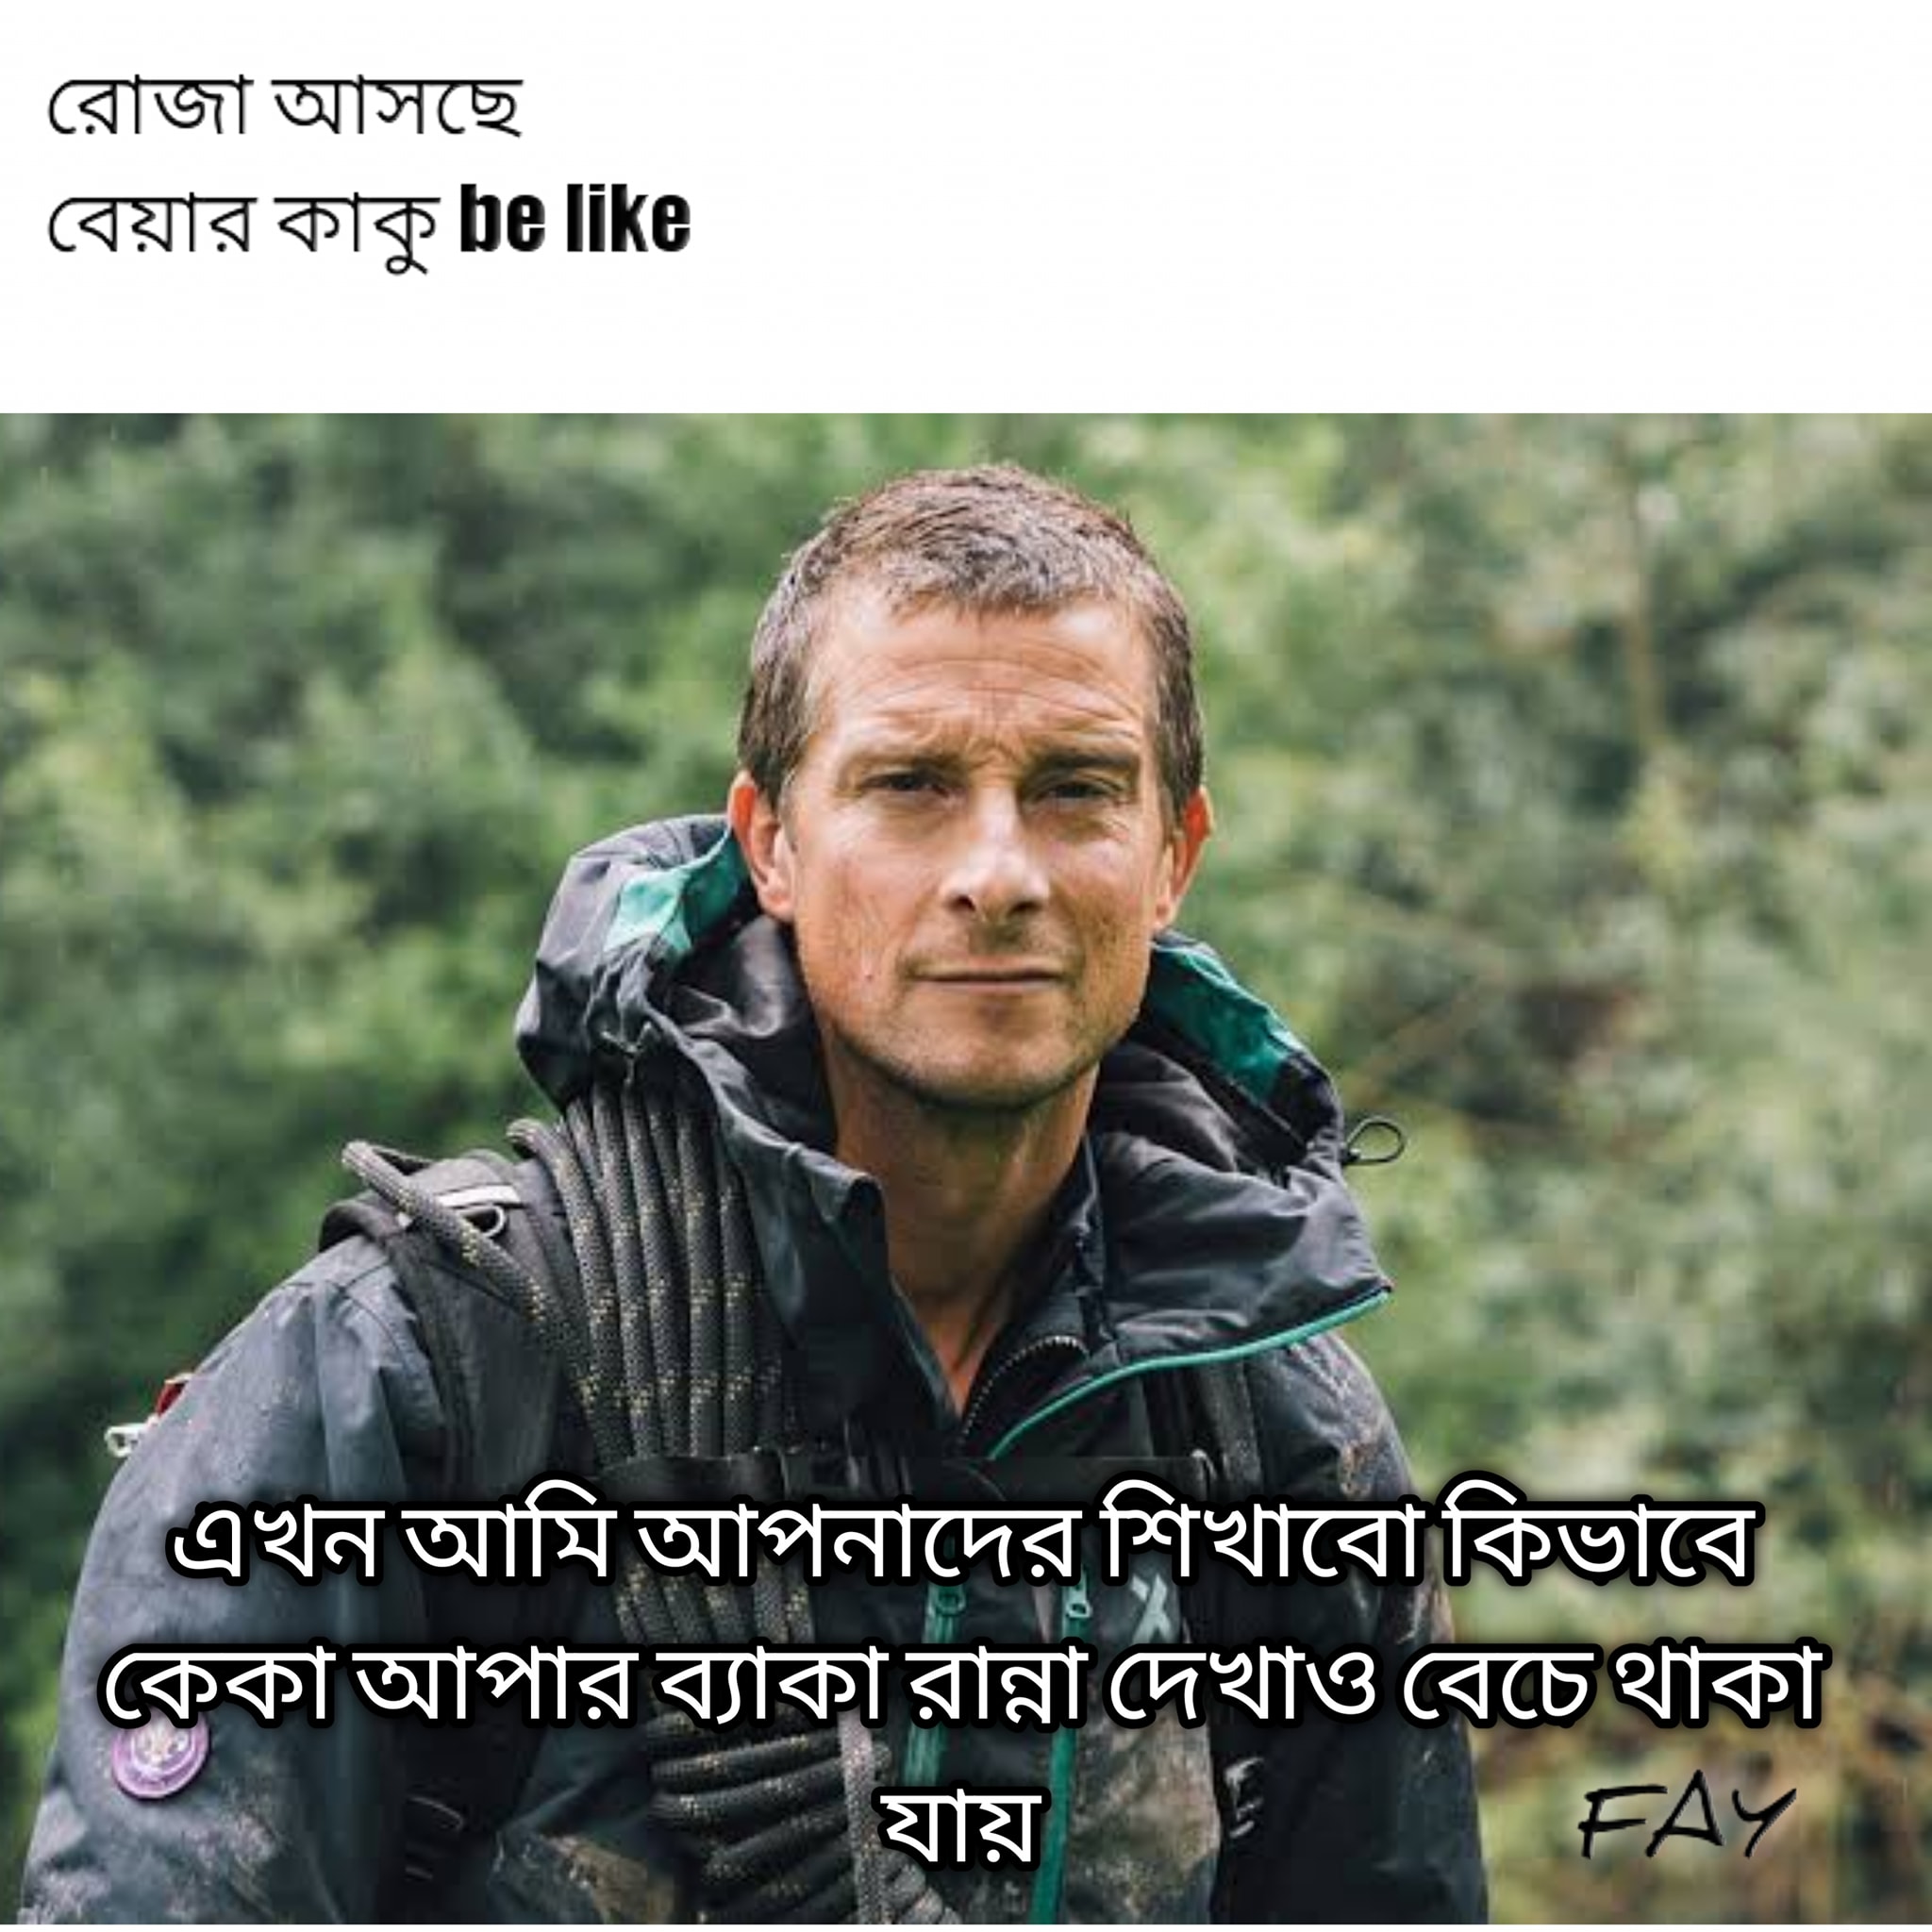 রোজা আসছে
বেয়ার কাকু be like
এখন আমি আপনাদের শিখাবো কিভাবে
কেকা আপার ব্যাকা রান্না দেখাও বেচে থাকা
যায়
FAY